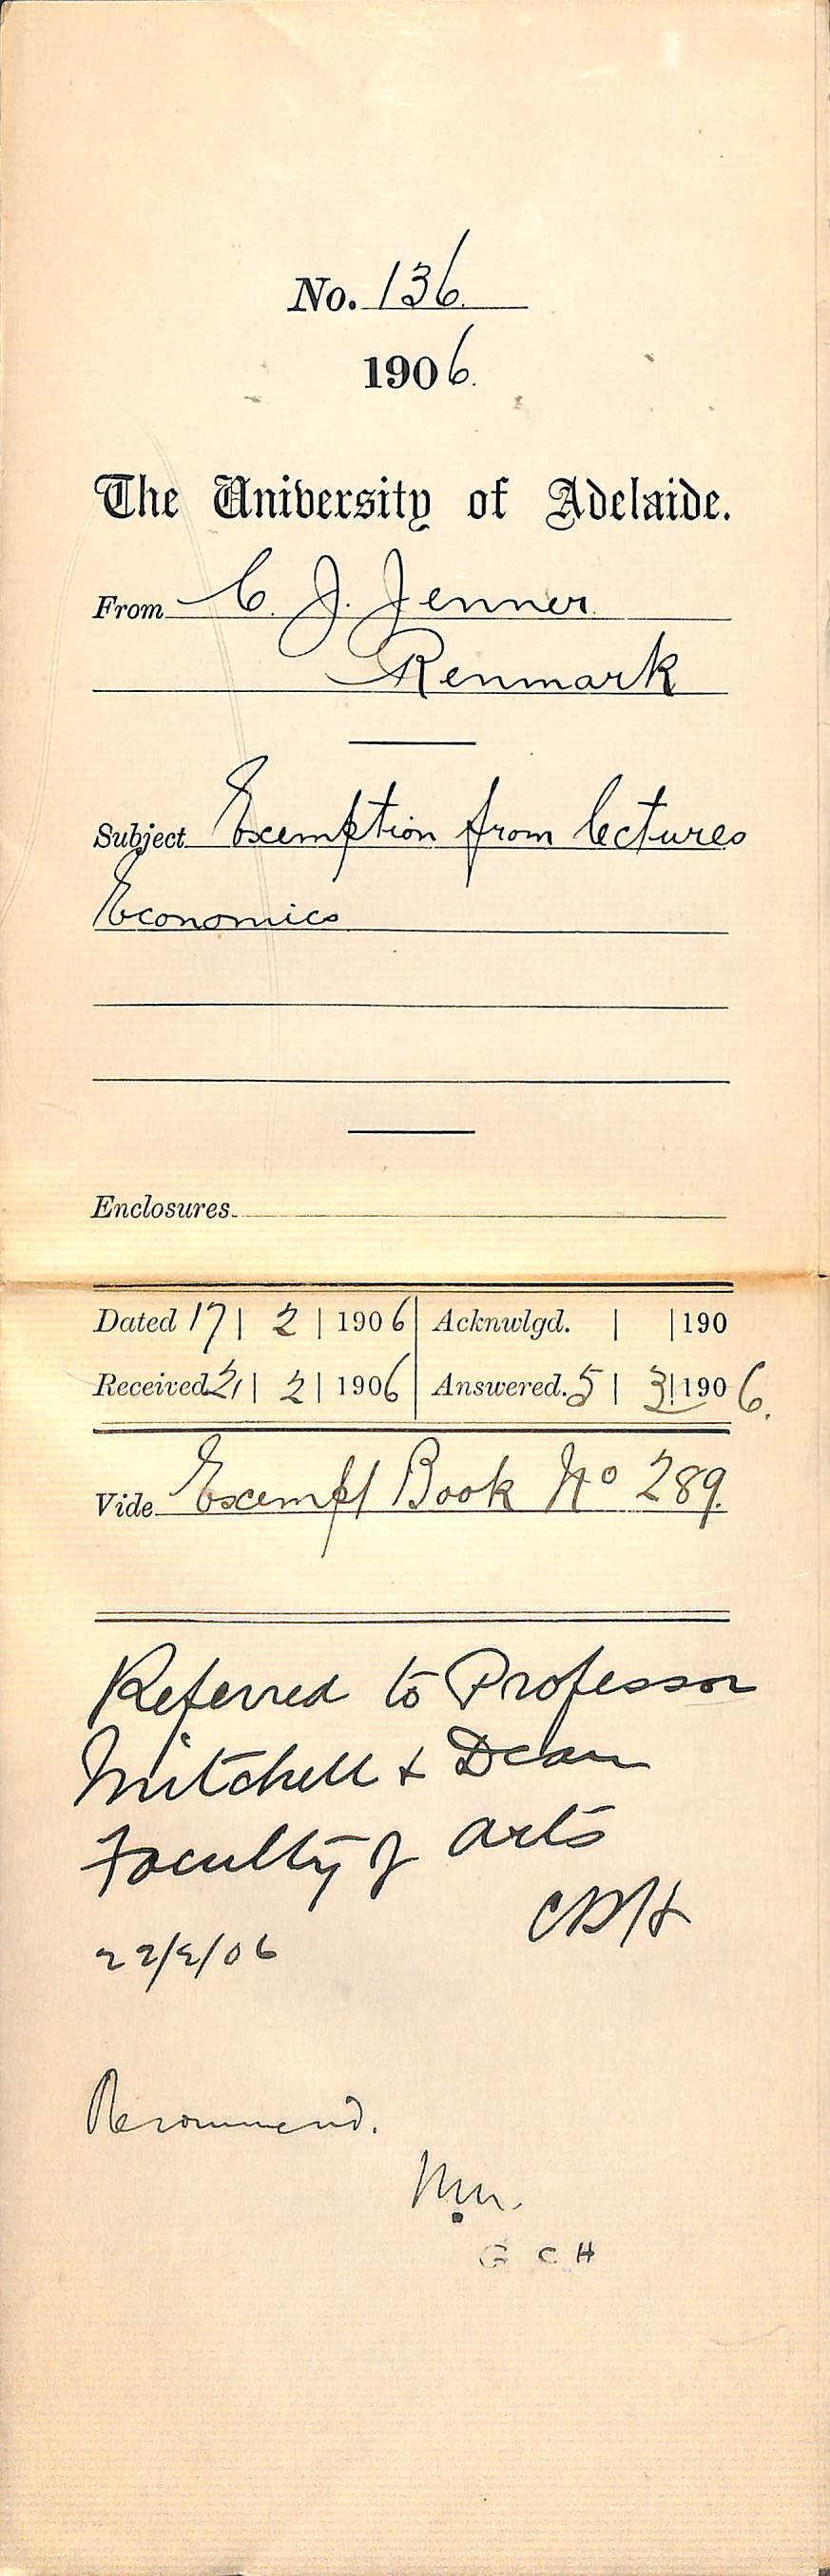 No. 136.
1906.
The University of Adelaide.
From C. J. Jenner
Renmark
Subject Exemption from lectures
Economics
Enclosures
Dated 17 | 2 | 1906 | Acknwlgd. | | 190
Received 21 | 2 | 1906 | Answered. 5 | 3 | 1906.
Vide Exempt Book No 289.
Referred to Professor
Mitchell + Dean
Faculty of Arts
CRH
22/2/06
Recommend.
G C H